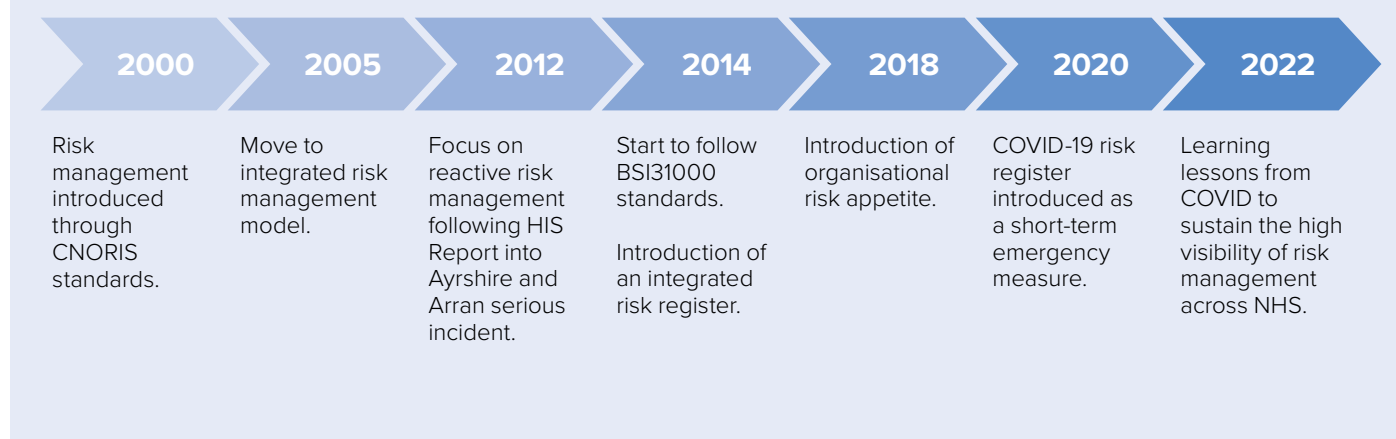 2000
2005
2012
2014
2018
2020
2022
Risk
management
introduced
through
CNORIS
standards.
Move to
integrated risk
management
model.
Focus on
reactive risk
management
following HIS
Report into
Ayrshire and
Arran serious
incident.
Start to follow
BSI31000
standards.
Introduction of
an integrated
risk register.
Introduction of
organisational
risk appetite.
COVID-19 risk
register
introduced as
a short-term
emergency
measure.
Learning
lessons from
COVID to
sustain the high
visibility of risk
management
across NHS.